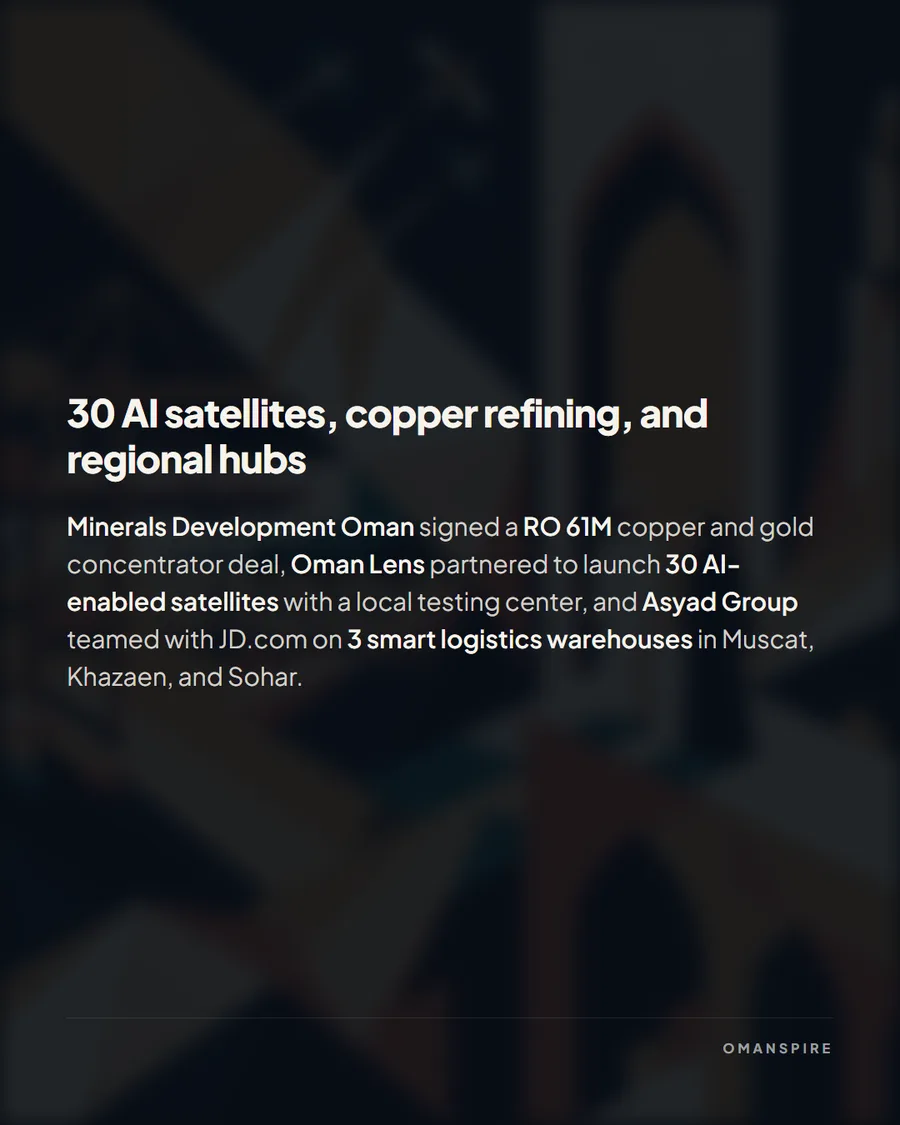 30 AI satellites, copper refining, and
regional hubs
Minerals Development Oman signed a RO 61M copper and gold
concentrator deal, Oman Lens partnered to launch 30 AI-
enabled satellites with a local testing center, and Asyad Group
teamed with JD.com on 3 smart logistics warehouses in Muscat,
Khazaen, and Sohar.
OMANSPIRE